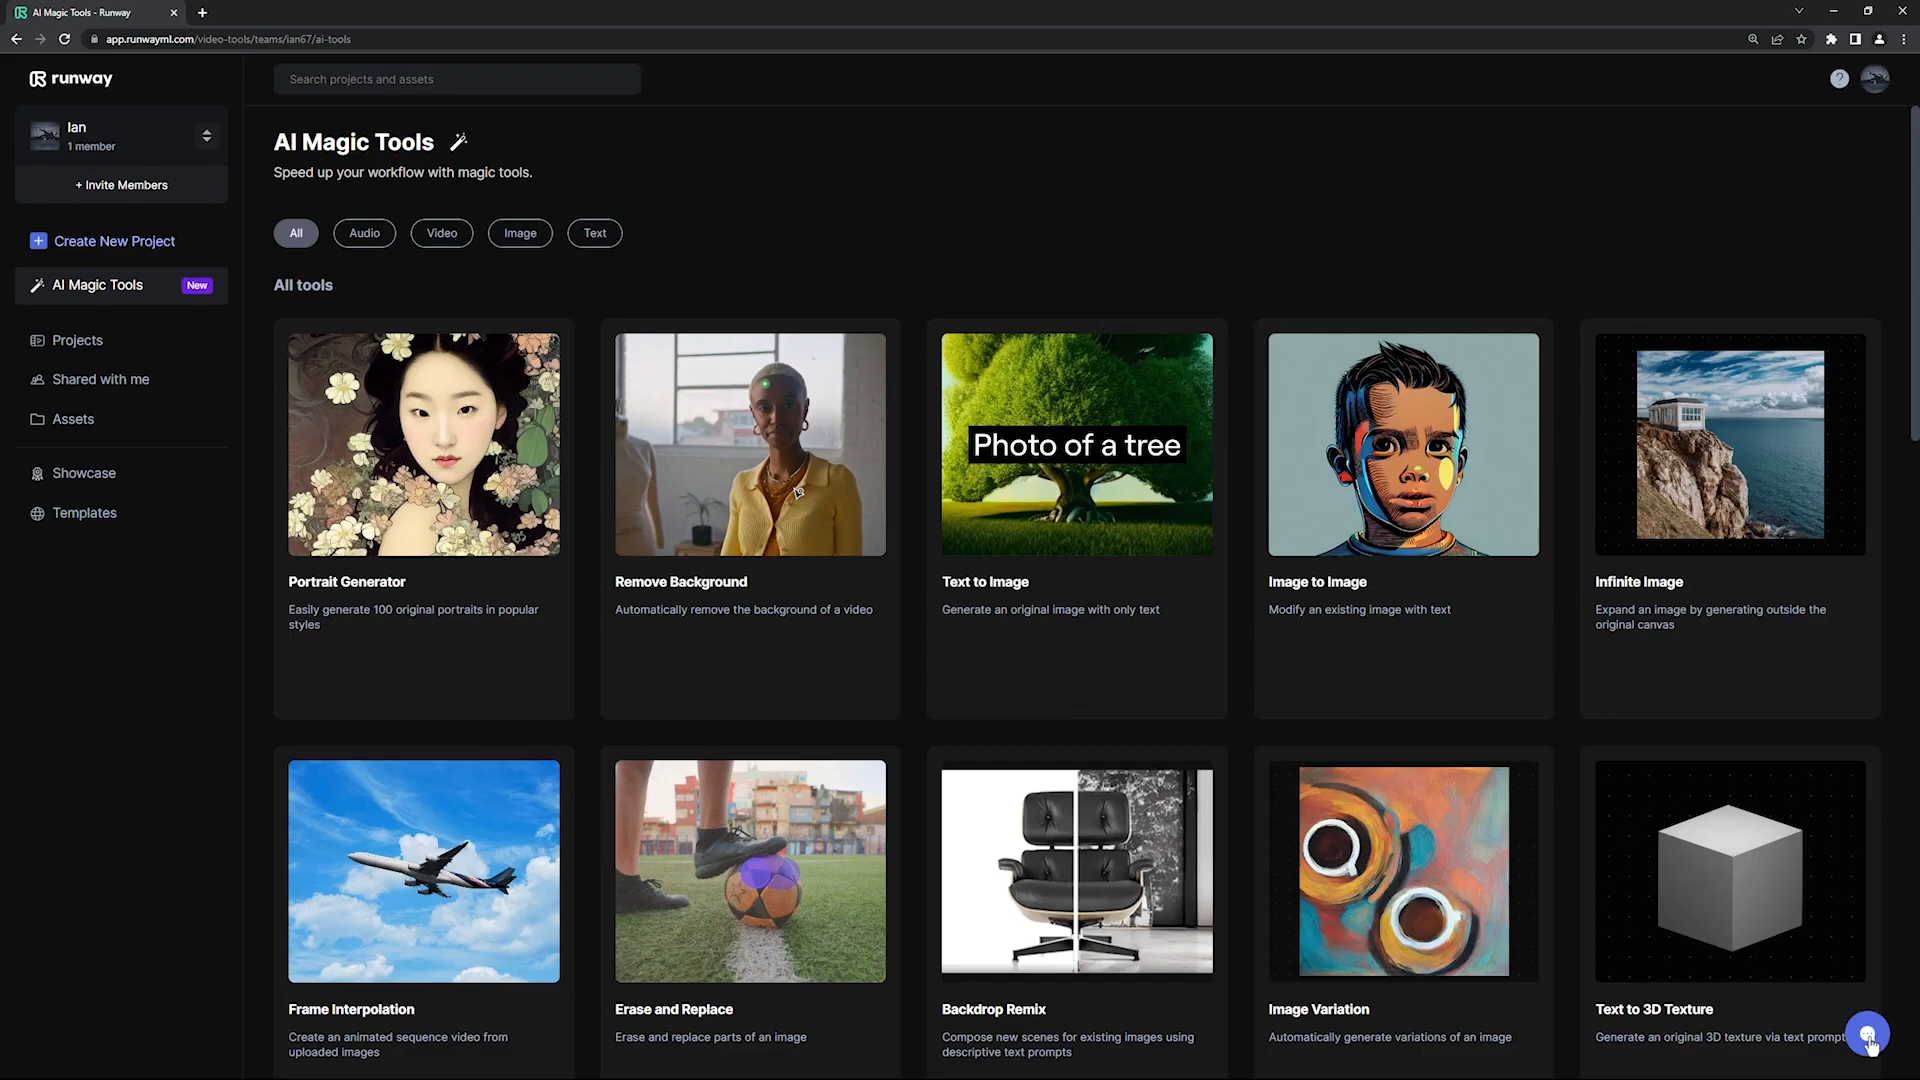 AI Magic Tools - Runway
app.runwayml.com/video-tools/teams/ian67/ai-tools
runway
Search projects and assets
?
Ian
1 member
+ Invite Members
Create New Project
AI Magic Tools
New
Projects
Shared with me
Assets
Showcase
Templates
AI Magic Tools
Speed up your workflow with magic tools.
All
Audio
Video
Image
Text
All tools
Photo of a tree
Portrait Generator
Easily generate 100 original portraits in popular
styles
Remove Background
Automatically remove the background of a video
Text to Image
Generate an original image with only text
Image to Image
Modify an existing image with text
Infinite Image
Expand an image by generating outside the
original canvas
Frame Interpolation
Create an animated sequence video from
uploaded images
Erase and Replace
Erase and replace parts of an image
Backdrop Remix
Compose new scenes for existing images using
descriptive text prompts
Image Variation
Automatically generate variations of an image
Text to 3D Texture
Generate an original 3D texture via text prompt